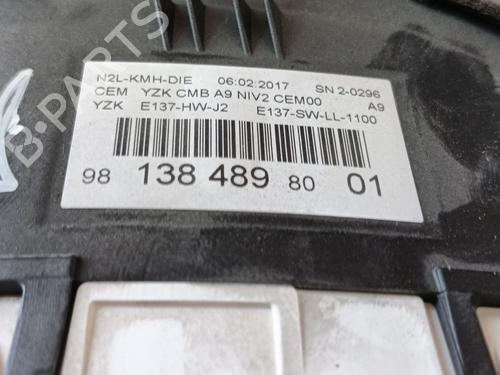 N2L-KMH-DIE 06:02:2017 SN 2-0296
CEM YZK CMB A9 NIV2 CEM00 A9
YZK E137-HW-J2 E137-SW-LL-1100
98 138 489 80 01
B-PARTS